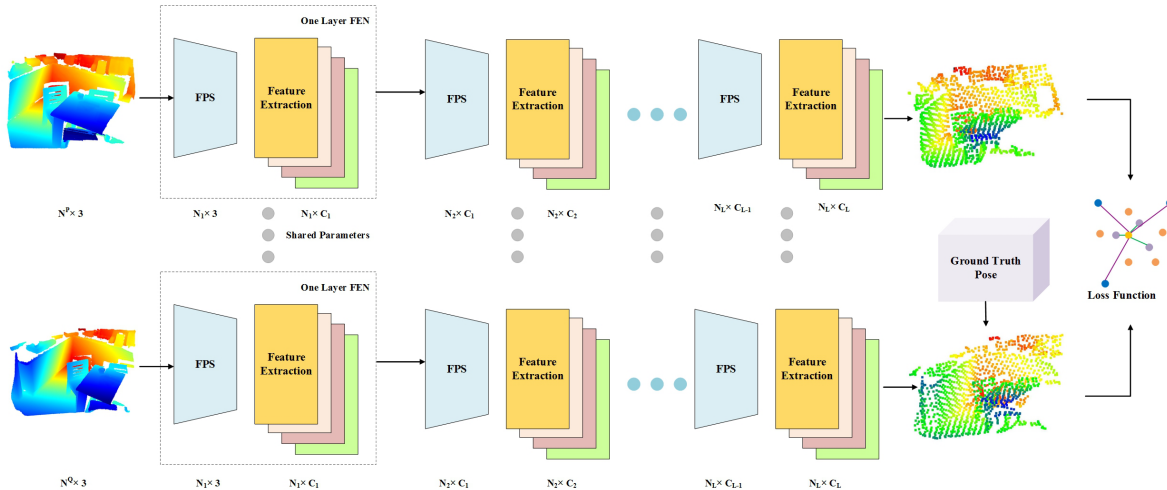 One Layer FEN
FPS
Feature
Extraction
FPS
Feature
Extraction
FPS
Feature
Extraction
Nᴾ× 3
N₁× 3
N₁× C₁
N₂× C₁
N₂× C₂
N_L× C_L-1
N_L× C_L
Shared Parameters
Ground Truth
Pose
Loss Function
One Layer FEN
FPS
Feature
Extraction
FPS
Feature
Extraction
FPS
Feature
Extraction
N^Q× 3
N₁× 3
N₁× C₁
N₂× C₁
N₂× C₂
N_L× C_L-1
N_L× C_L